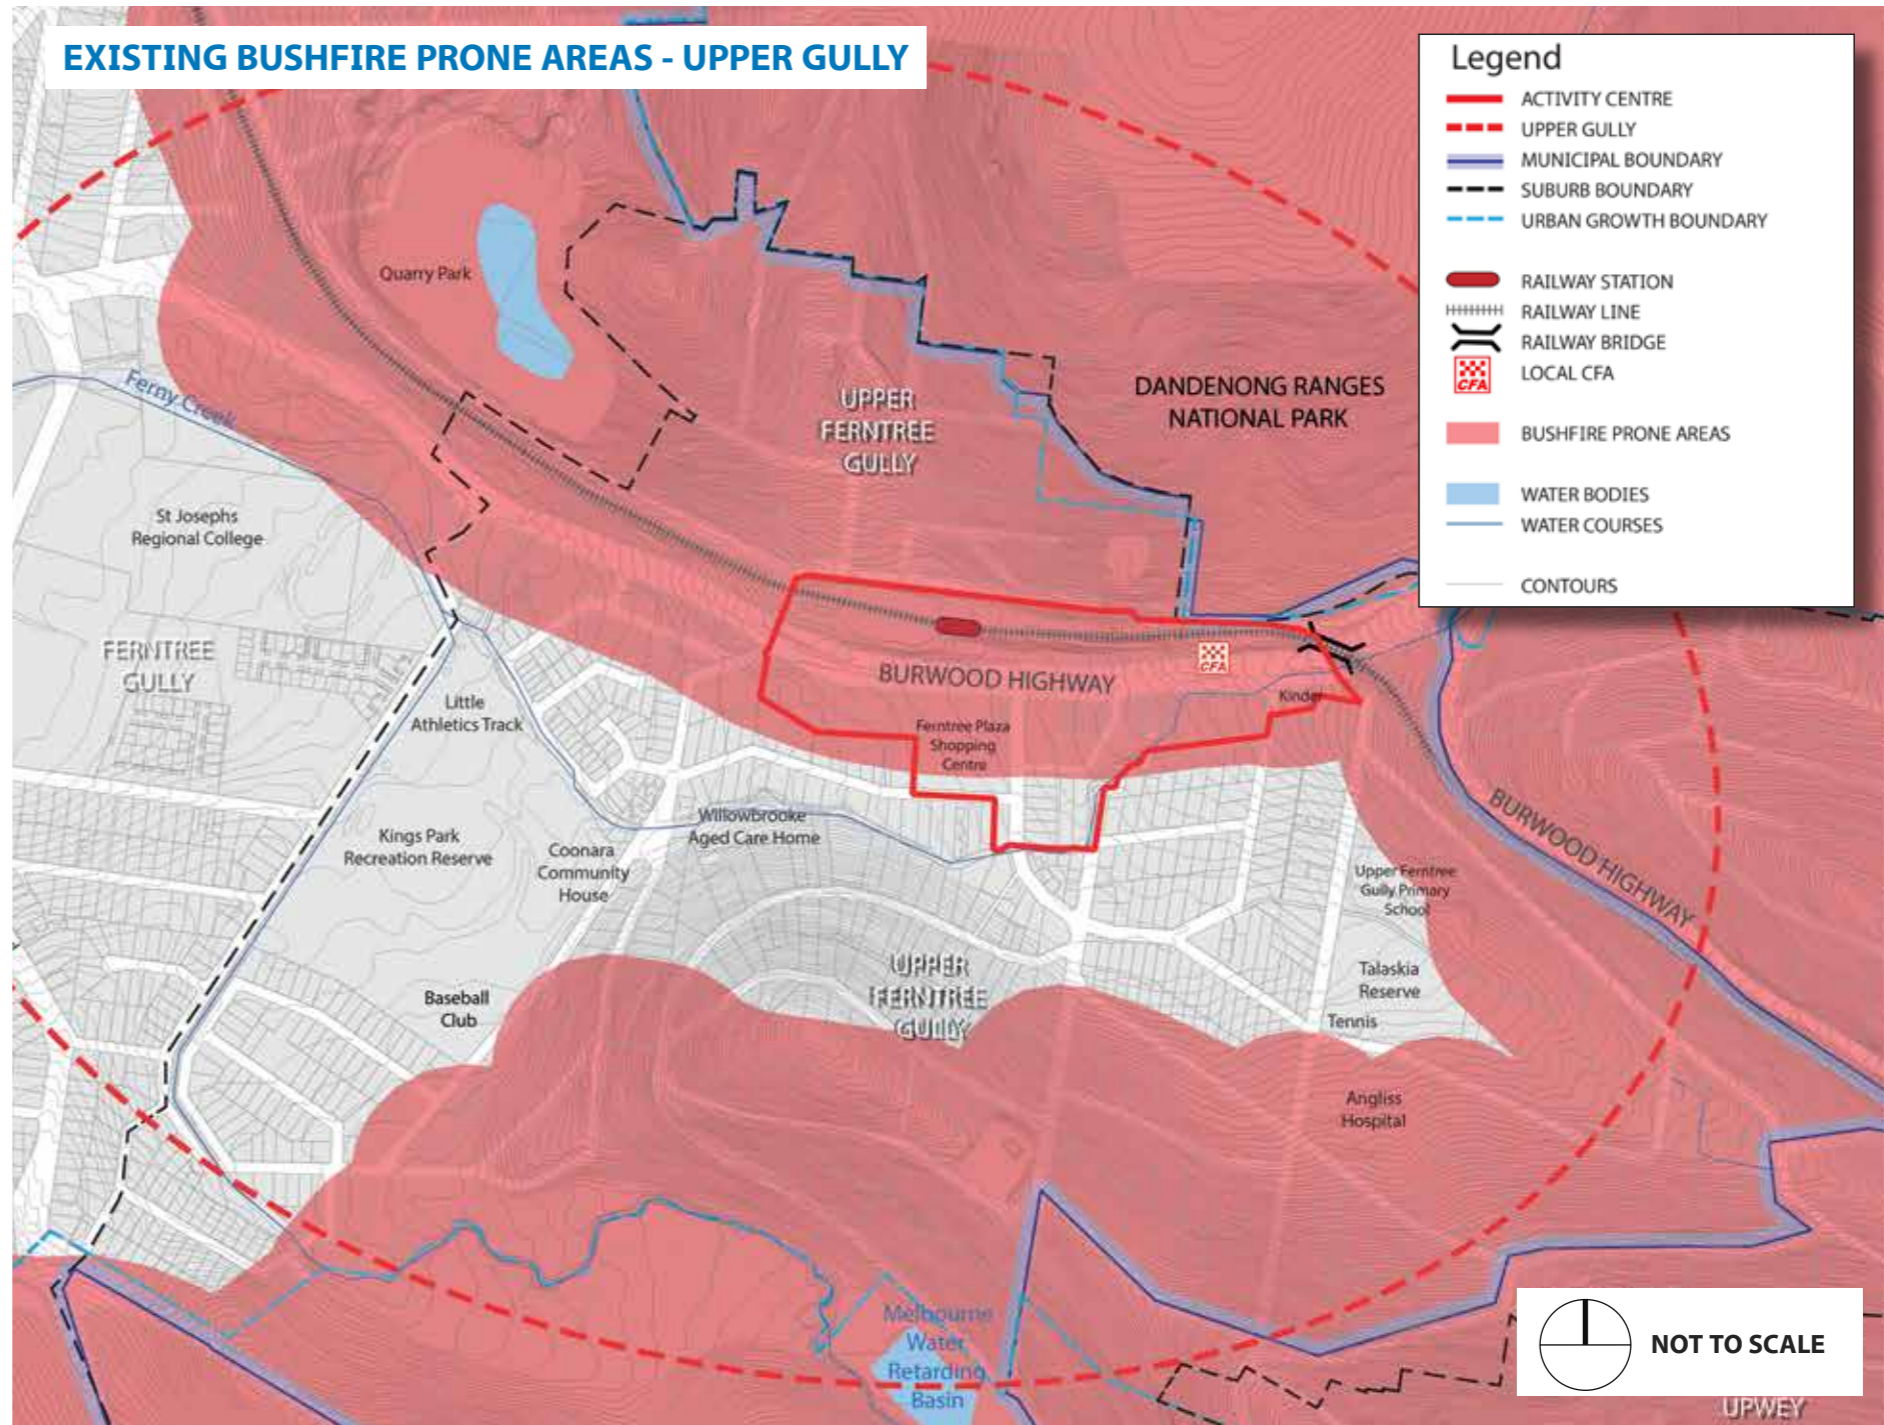 EXISTING BUSHFIRE PRONE AREAS - UPPER GULLY
Legend
ACTIVITY CENTRE
UPPER GULLY
MUNICIPAL BOUNDARY
SUBURB BOUNDARY
URBAN GROWTH BOUNDARY
RAILWAY STATION
RAILWAY LINE
RAILWAY BRIDGE
CFA
LOCAL CFA
BUSHFIRE PRONE AREAS
WATER BODIES
WATER COURSES
CONTOURS
Quarry Park
Ferny Creek
UPPER
FERNTREE
GULLY
DANDENONG RANGES
NATIONAL PARK
St Josephs
Regional College
FERNTREE
GULLY
Little
Athletics Track
BURWOOD HIGHWAY
CFA
Kinder
Ferntree Plaza
Shopping
Centre
BURWOOD HIGHWAY
Willowbrooke
Aged Care Home
Kings Park
Recreation Reserve
Coonara
Community
House
Upper Ferntree
Gully Primary
School
Baseball
Club
UPPER
FERNTREE
GULLY
Talaskia
Reserve
Tennis
Angliss
Hospital
Melbourne
Water
Retarding
Basin
NOT TO SCALE
UPWEY